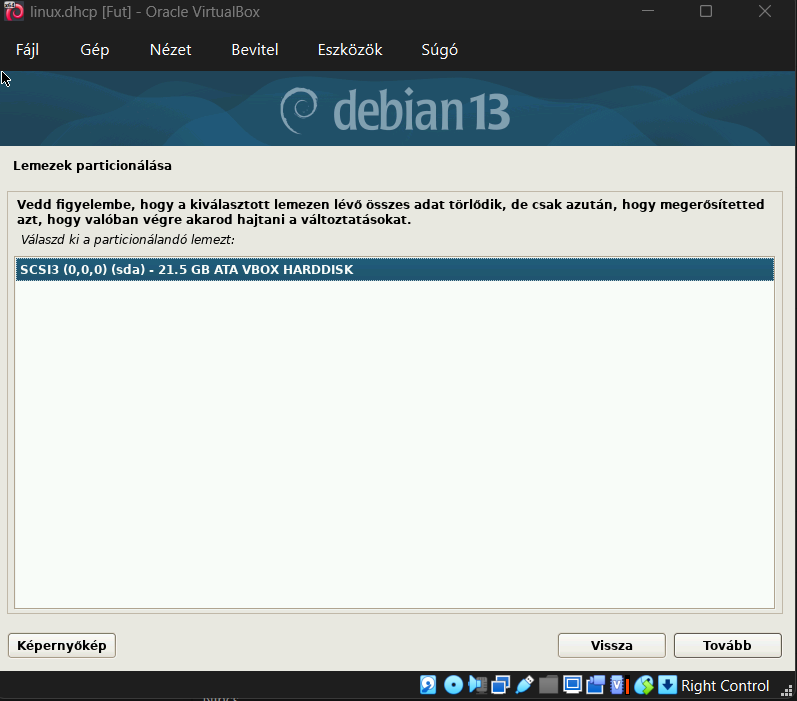 linux.dhcp [Fut] - Oracle VirtualBox
Fájl Gép Nézet Bevitel Eszközök Súgó
debian 13
Lemezek particionálása
Vedd figyelembe, hogy a kiválasztott lemezen lévő összes adat törlődik, de csak azután, hogy megerősítetted
azt, hogy valóban végre akarod hajtani a változtatásokat.
Válaszd ki a particionálandó lemezt:
SCSI3 (0,0,0) (sda) - 21.5 GB ATA VBOX HARDDISK
Képernyőkép Vissza Tovább
Right Control